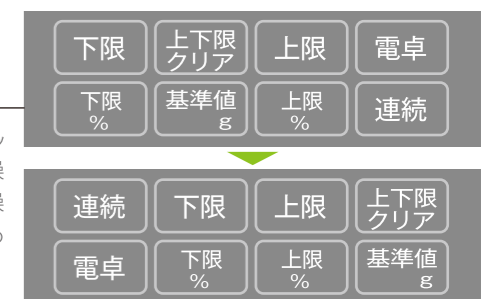 下限 上下限 上限 電卓
クリア
下限 基準値 上限 連続
% g %
連続 下限 上限 上下限
クリア
電卓 下限 上限 基準値
% % g